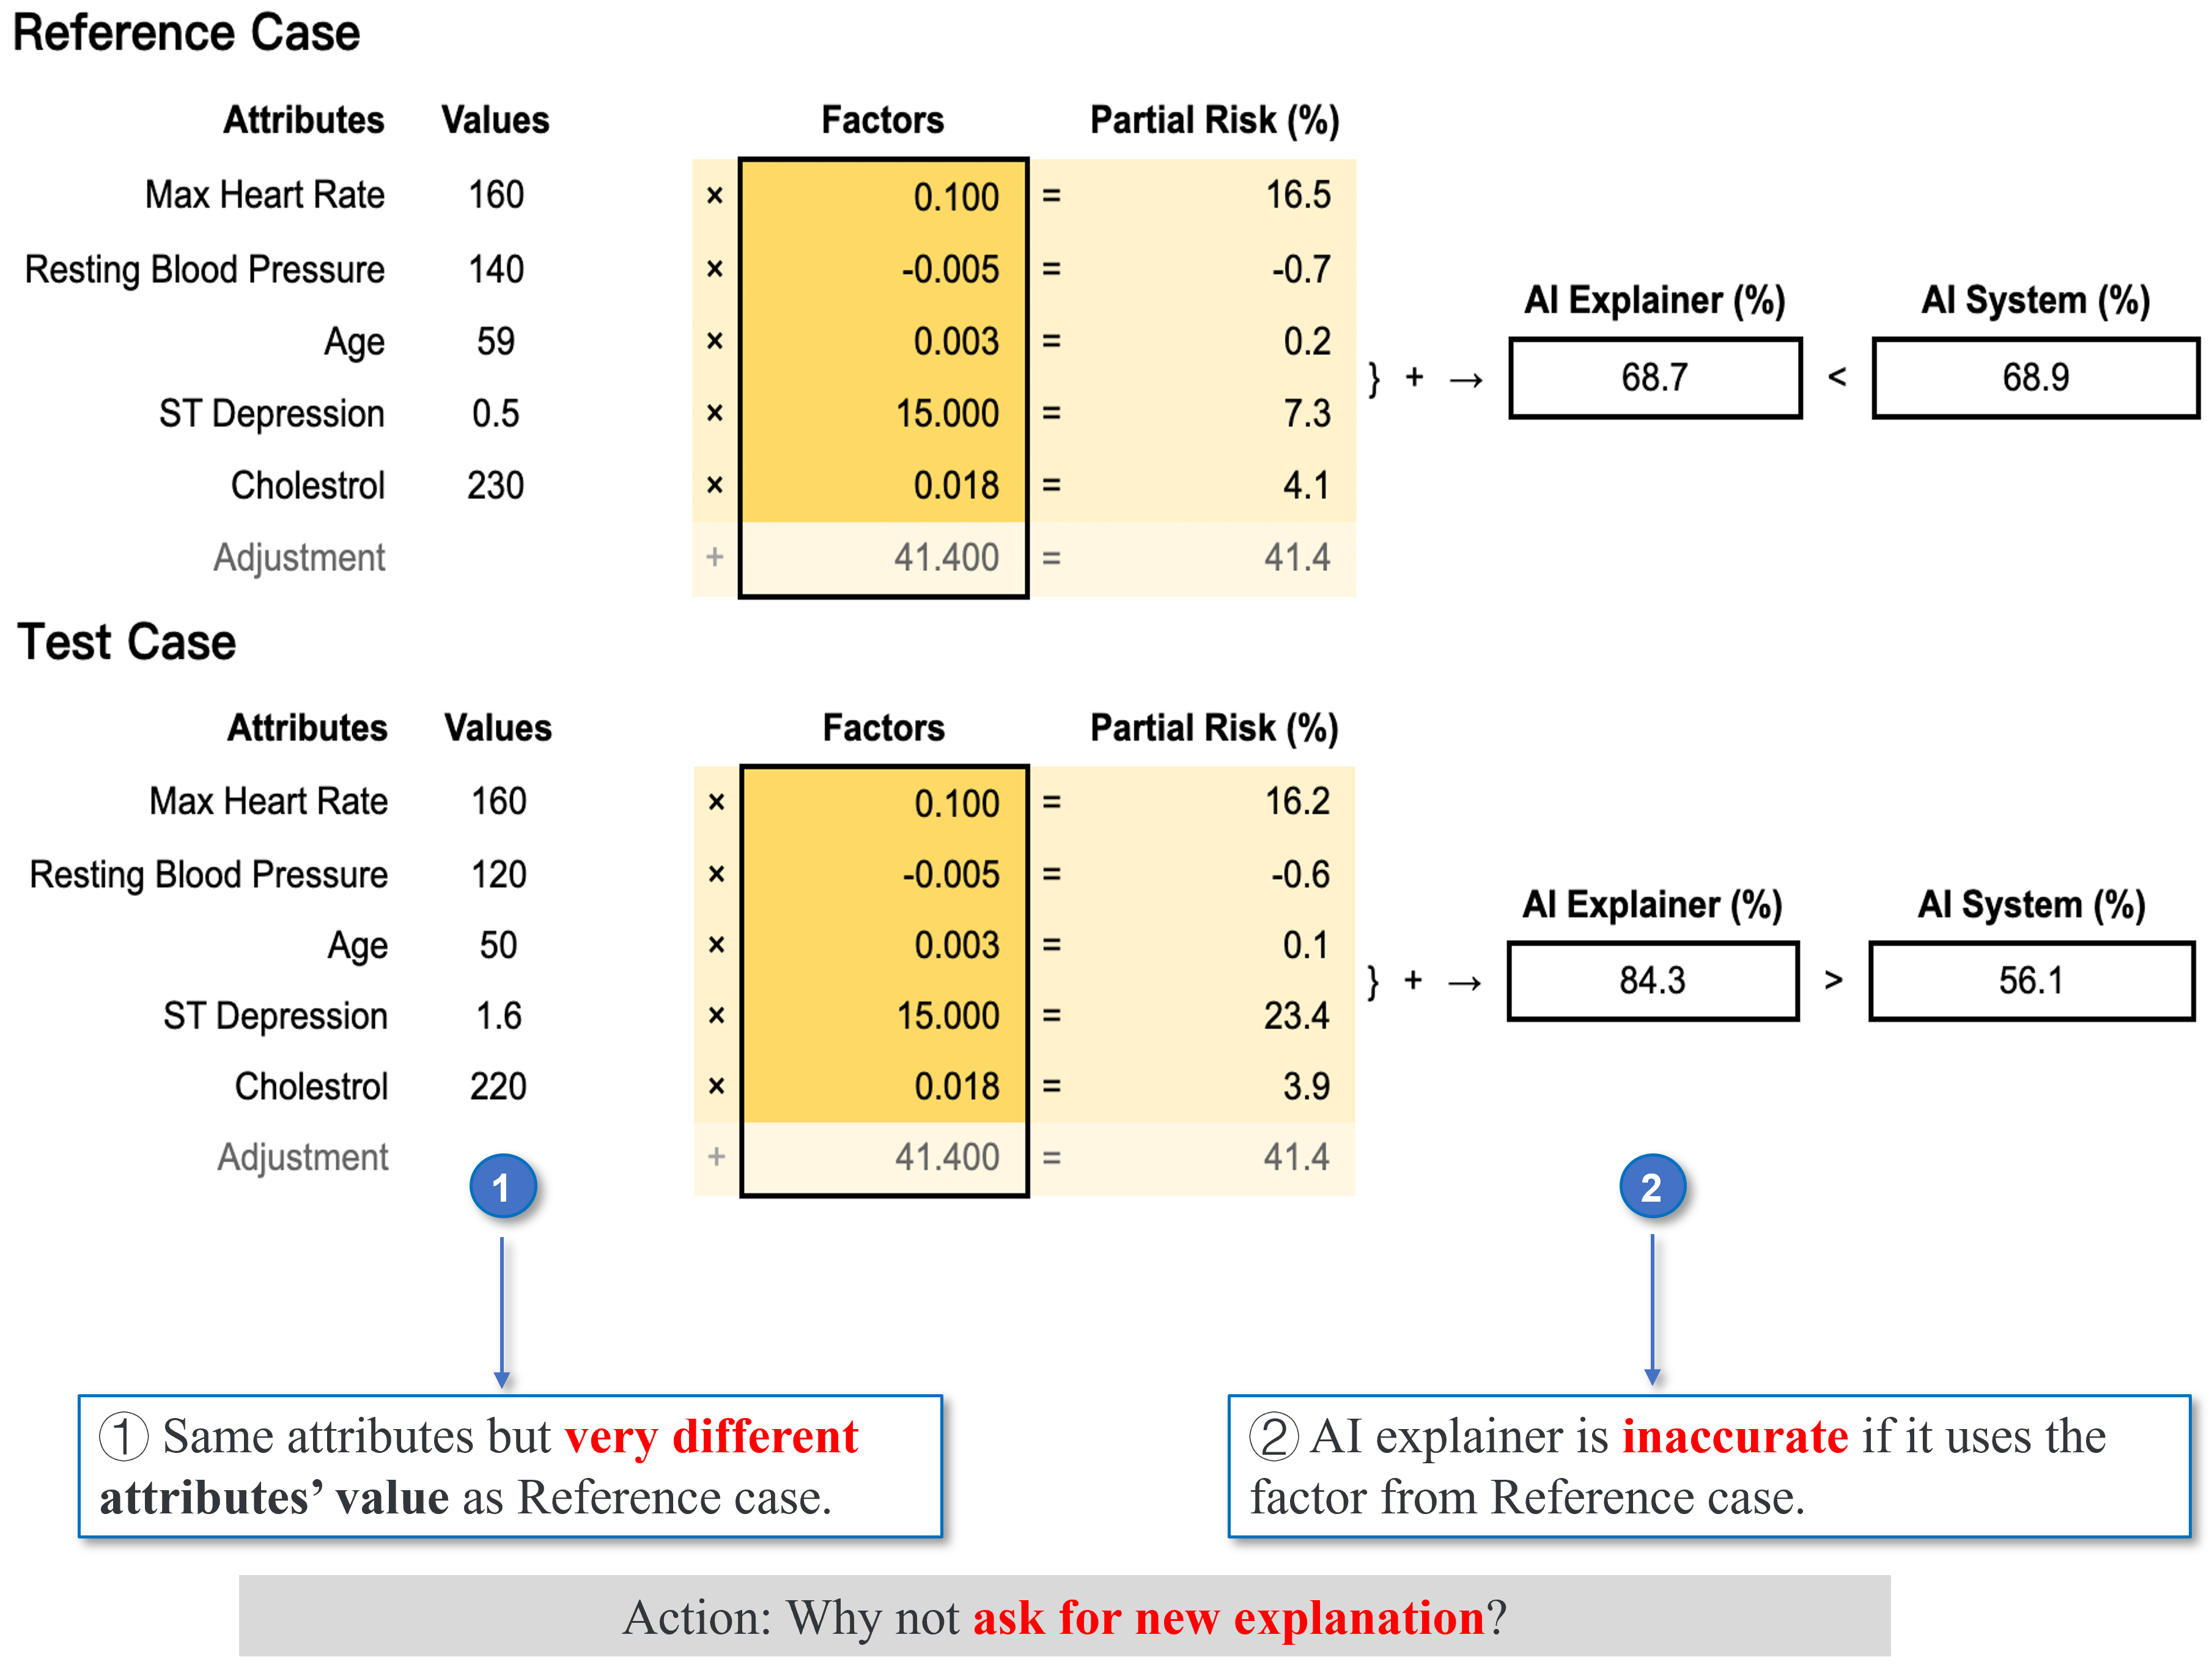 Reference Case
Attributes Values Factors Partial Risk (%)
Max Heart Rate 160 × 0.100 = 16.5
Resting Blood Pressure 140 × -0.005 = -0.7
AI Explainer (%) AI System (%)
Age 59 × 0.003 = 0.2
} + → 68.7 < 68.9
ST Depression 0.5 × 15.000 = 7.3
Cholestrol 230 × 0.018 = 4.1
Adjustment + 41.400 = 41.4
Test Case
Attributes Values Factors Partial Risk (%)
Max Heart Rate 160 × 0.100 = 16.2
Resting Blood Pressure 120 × -0.005 = -0.6
AI Explainer (%) AI System (%)
Age 50 × 0.003 = 0.1
} + → 84.3 > 56.1
ST Depression 1.6 × 15.000 = 23.4
Cholestrol 220 × 0.018 = 3.9
Adjustment + 41.400 = 41.4
1
2
① Same attributes but very different
attributes’ value as Reference case.
② AI explainer is inaccurate if it uses the
factor from Reference case.
Action: Why not ask for new explanation?